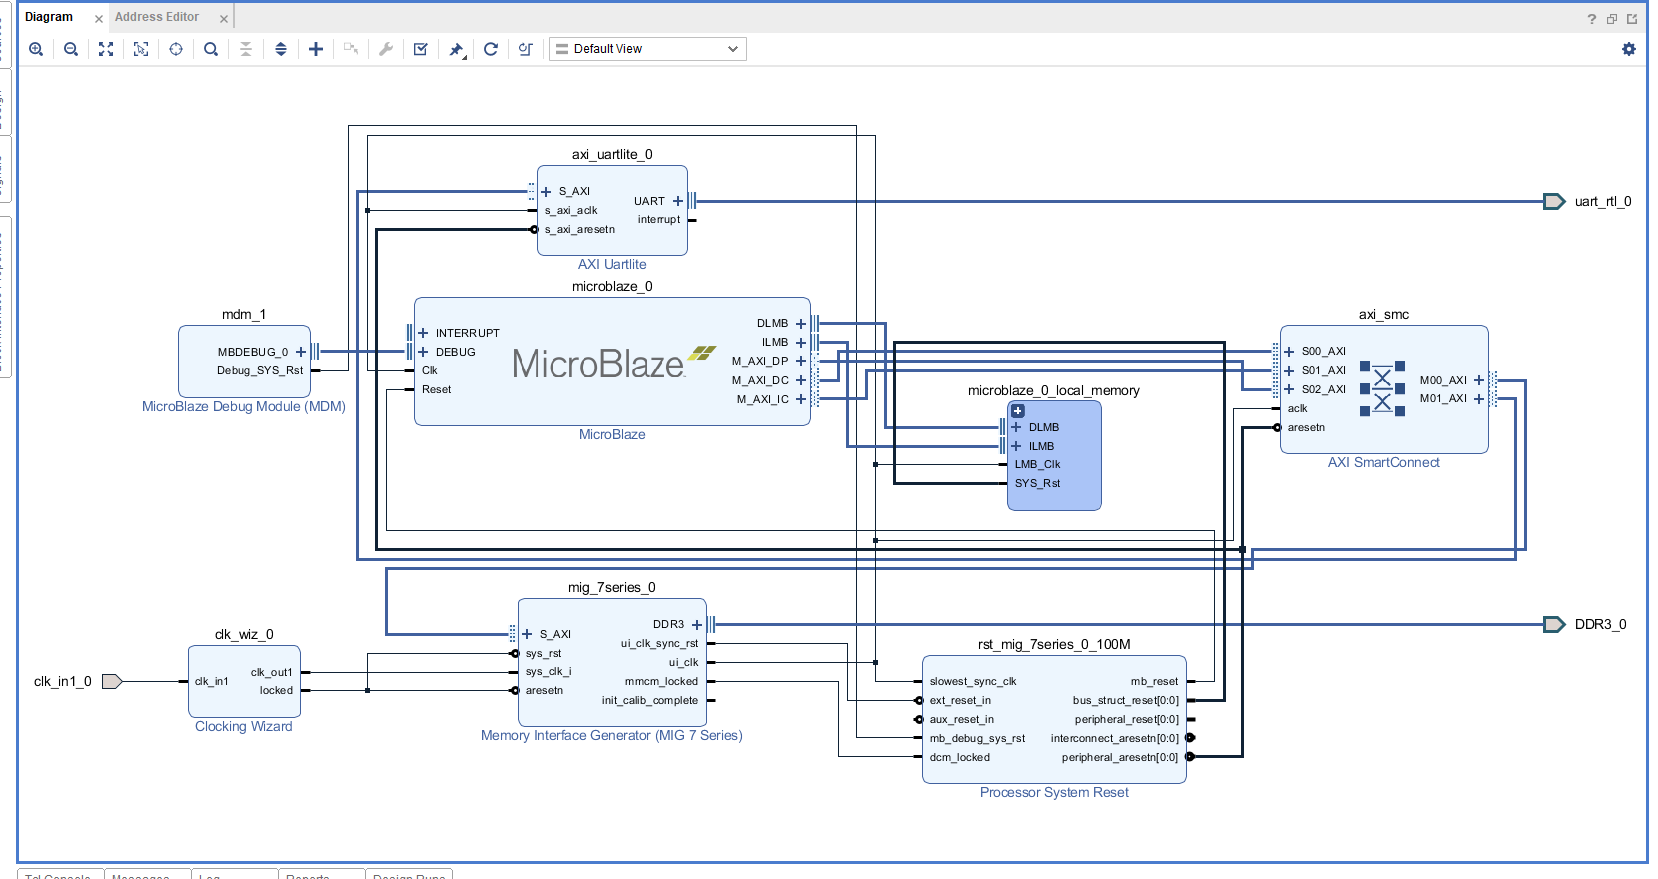 Diagram
Address Editor
Default View
axi_uartlite_0
S_AXI
s_axi_aclk
s_axi_aresetn
UART
interrupt
AXI Uartlite
uart_rtl_0
microblaze_0
INTERRUPT
DEBUG
Clk
Reset
MicroBlaze
DLMB
ILMB
M_AXI_DP
M_AXI_DC
M_AXI_IC
MicroBlaze
mdm_1
MBDEBUG_0
Debug_SYS_Rst
MicroBlaze Debug Module (MDM)
microblaze_0_local_memory
DLMB
ILMB
LMB_Clk
SYS_Rst
axi_smc
S00_AXI
S01_AXI
S02_AXI
aclk
aresetn
M00_AXI
M01_AXI
AXI SmartConnect
mig_7series_0
S_AXI
sys_rst
sys_clk_i
aresetn
DDR3
ui_clk_sync_rst
ui_clk
mmcm_locked
init_calib_complete
Memory Interface Generator (MIG 7 Series)
DDR3_0
clk_in1_0
clk_wiz_0
clk_in1
clk_out1
locked
Clocking Wizard
rst_mig_7series_0_100M
slowest_sync_clk
ext_reset_in
aux_reset_in
mb_debug_sys_rst
dcm_locked
mb_reset
bus_struct_reset[0:0]
peripheral_reset[0:0]
interconnect_aresetn[0:0]
peripheral_aresetn[0:0]
Processor System Reset
Tcl Console
Messages
Log
Reports
Design Runs